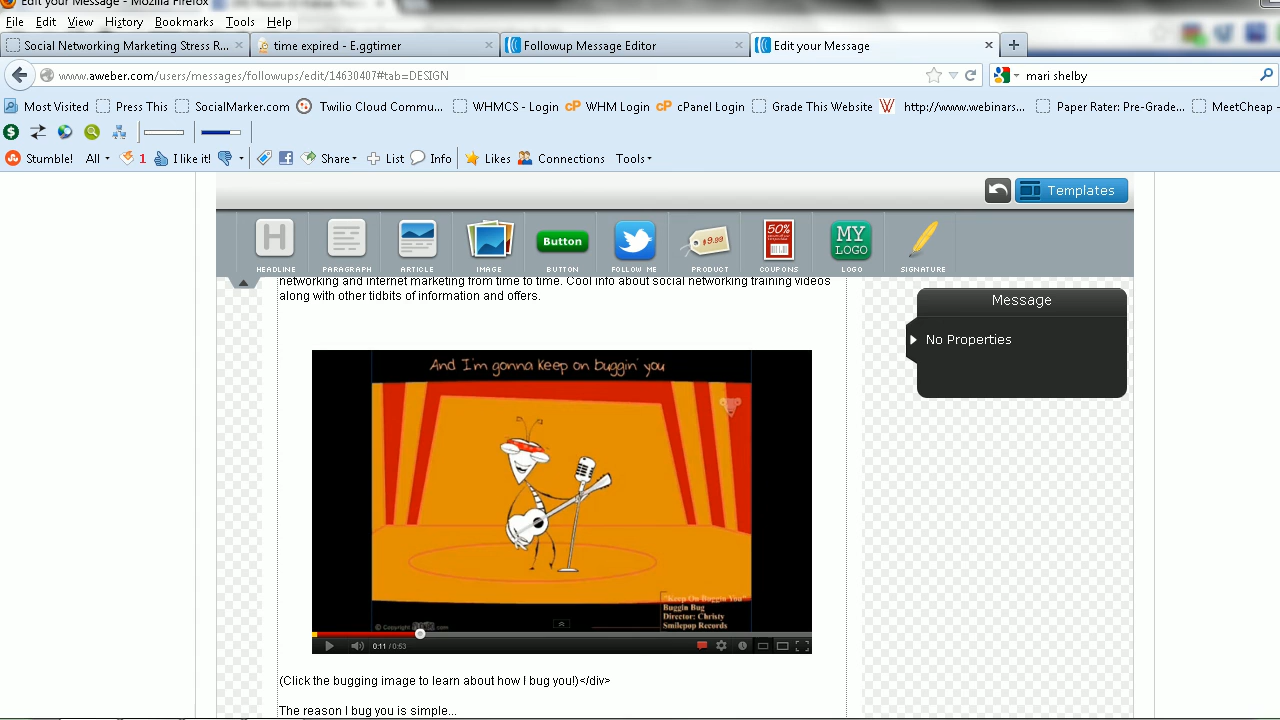 Edit your Message - Mozilla Firefox
File Edit View History Bookmarks Tools Help
Social Networking Marketing Stress R...
time expired - E.ggtimer
Followup Message Editor
Edit your Message
www.aweber.com/users/messages/followup_edit/14630407#tab=DESIGN
mari shelby
Most Visited
Press This
SocialMarker.com
Twilio Cloud Commu...
WHMCS - Login
cP WHM Login
cP cPanel Login
Grade This Website
W http://www.webinars...
Paper Rater: Pre-Grade...
MeetCheap -
Stumble! All 1 I like it! Share List Info Likes Connections Tools
Templates
H
Button
$9.99
50%
MY LOGO
HEADLINE PARAGRAPH ARTICLE IMAGE BUTTON FOLLOW ME PRODUCT COUPONS LOGO SIGNATURE
time to time. Cool info about social networking training videos
along with other tidbits of information and offers.
Message
No Properties
And I'm gonna keep on buggin' you
"Keep On Buggin You"
Buggin Bug
Director: Christy
Smilepop Records
© Copyright
.com
0:11 / 0:53
(Click the bugging image to learn about how I bug you!)</div>
The reason I bug you is simple...